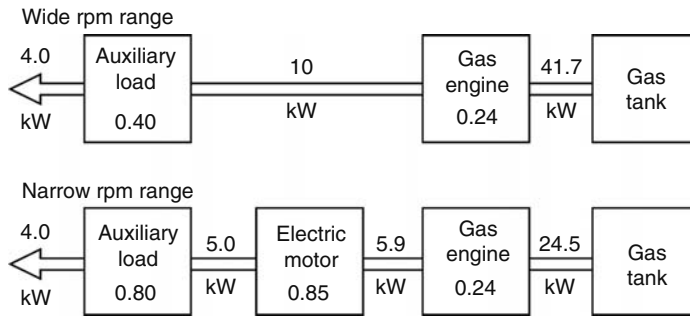 Wide rpm range
4.0
kW
Auxiliary
load
0.40
10
kW
Gas
engine
0.24
41.7
kW
Gas
tank
Narrow rpm range
4.0
kW
Auxiliary
load
0.80
5.0
kW
Electric
motor
0.85
5.9
kW
Gas
engine
0.24
24.5
kW
Gas
tank